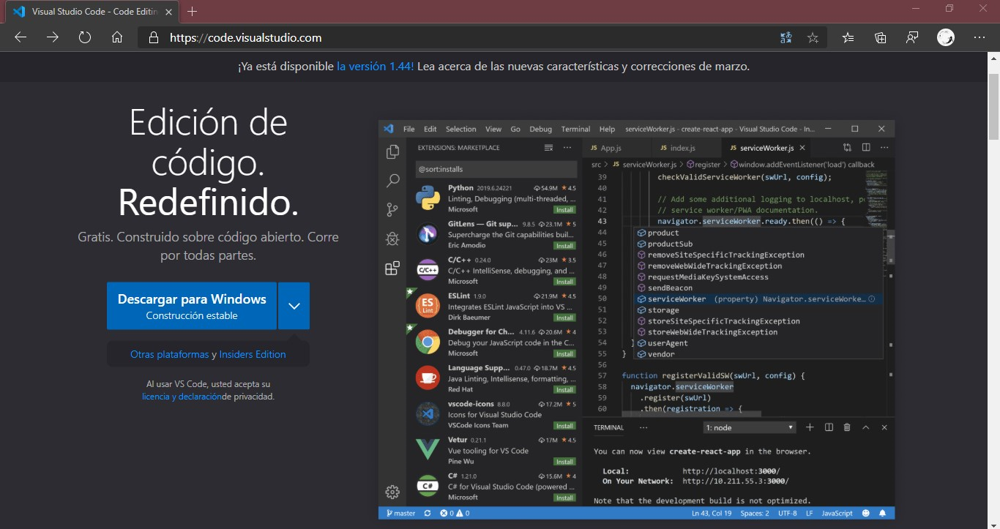 Visual Studio Code - Code Editin
https://code.visualstudio.com
¡Ya está disponible la versión 1.44! Lea acerca de las nuevas características y correcciones de marzo.
Edición de
código.
Redefinido.
Gratis. Construido sobre código abierto. Corre
por todas partes.
Descargar para Windows
Construcción estable
Otras plataformas y Insiders Edition
Al usar VS Code, usted acepta su
licencia y declaraciónde privacidad.
File Edit Selection View Go Debug Terminal Help serviceWorker.js - create-react-app - Visual Studio Code - In...
EXTENSIONS: MARKETPLACE
@sort:installs
Python 2019.6.24221 54.9M ★ 4.5
Linting, Debugging (multi-threaded, ...
Microsoft Install
GitLens — Git sup... 9.8.5 23.1M ★ 5
Supercharge the Git capabilities buil...
Eric Amodio Install
C/C++
C/C++ 0.24.0 23M ★ 3.5
C/C++ IntelliSense, debugging, and ...
Microsoft Install
ES
Lint
ESLint 1.9.0 21.9M ★ 4.5
Integrates ESLint JavaScript into VS ...
Dirk Baeumer Install
Debugger for Ch... 4.11.6 20.6M ★ 4
Debug your JavaScript code in the C...
Microsoft Install
Language Supp... 0.47.0 18.7M ★ 4.5
Java Linting, Intellisense, formatting, ...
Red Hat Install
vscode-icons 8.8.0 17.2M ★ 5
Icons for Visual Studio Code
VSCode Icons Team Install
Vetur 0.21.1 17M ★ 4.5
Vue tooling for VS Code
Pine Wu Install
C#
C# 1.21.0 15.6M ★ 4
C# for Visual Studio Code (powered ...
Microsoft Install
JS App.js JS index.js JS serviceWorker.js
src > JS serviceWorker.js > register > window.addEventListener('load') callback
39 checkValidServiceWorker(swUrl, config);
40
41 // Add some additional logging to localhost, p
42 // service worker/PWA documentation.
43 navigator.serviceWorker.ready.then(() => {
44 product
45 productSub
46 removeSiteSpecificTrackingException
47 removeWebWideTrackingException
48 requestMediaKeySystemAccess
49 sendBeacon
50 serviceWorker (property) Navigator.serviceWorke...
51 storage
52 storeSiteSpecificTrackingException
53 storeWebWideTrackingException
54 } userAgent
55 } vendor
56
57 function registerValidSW(swUrl, config) {
58 navigator.serviceWorker
59 .register(swUrl)
60 .then(registration => {
TERMINAL ... 1: node
You can now view create-react-app in the browser.
Local: http://localhost:3000/
On Your Network: http://10.211.55.3:3000/
Note that the development build is not optimized.
master 0 0 Ln 43, Col 19 Spaces: 2 UTF-8 LF JavaScript